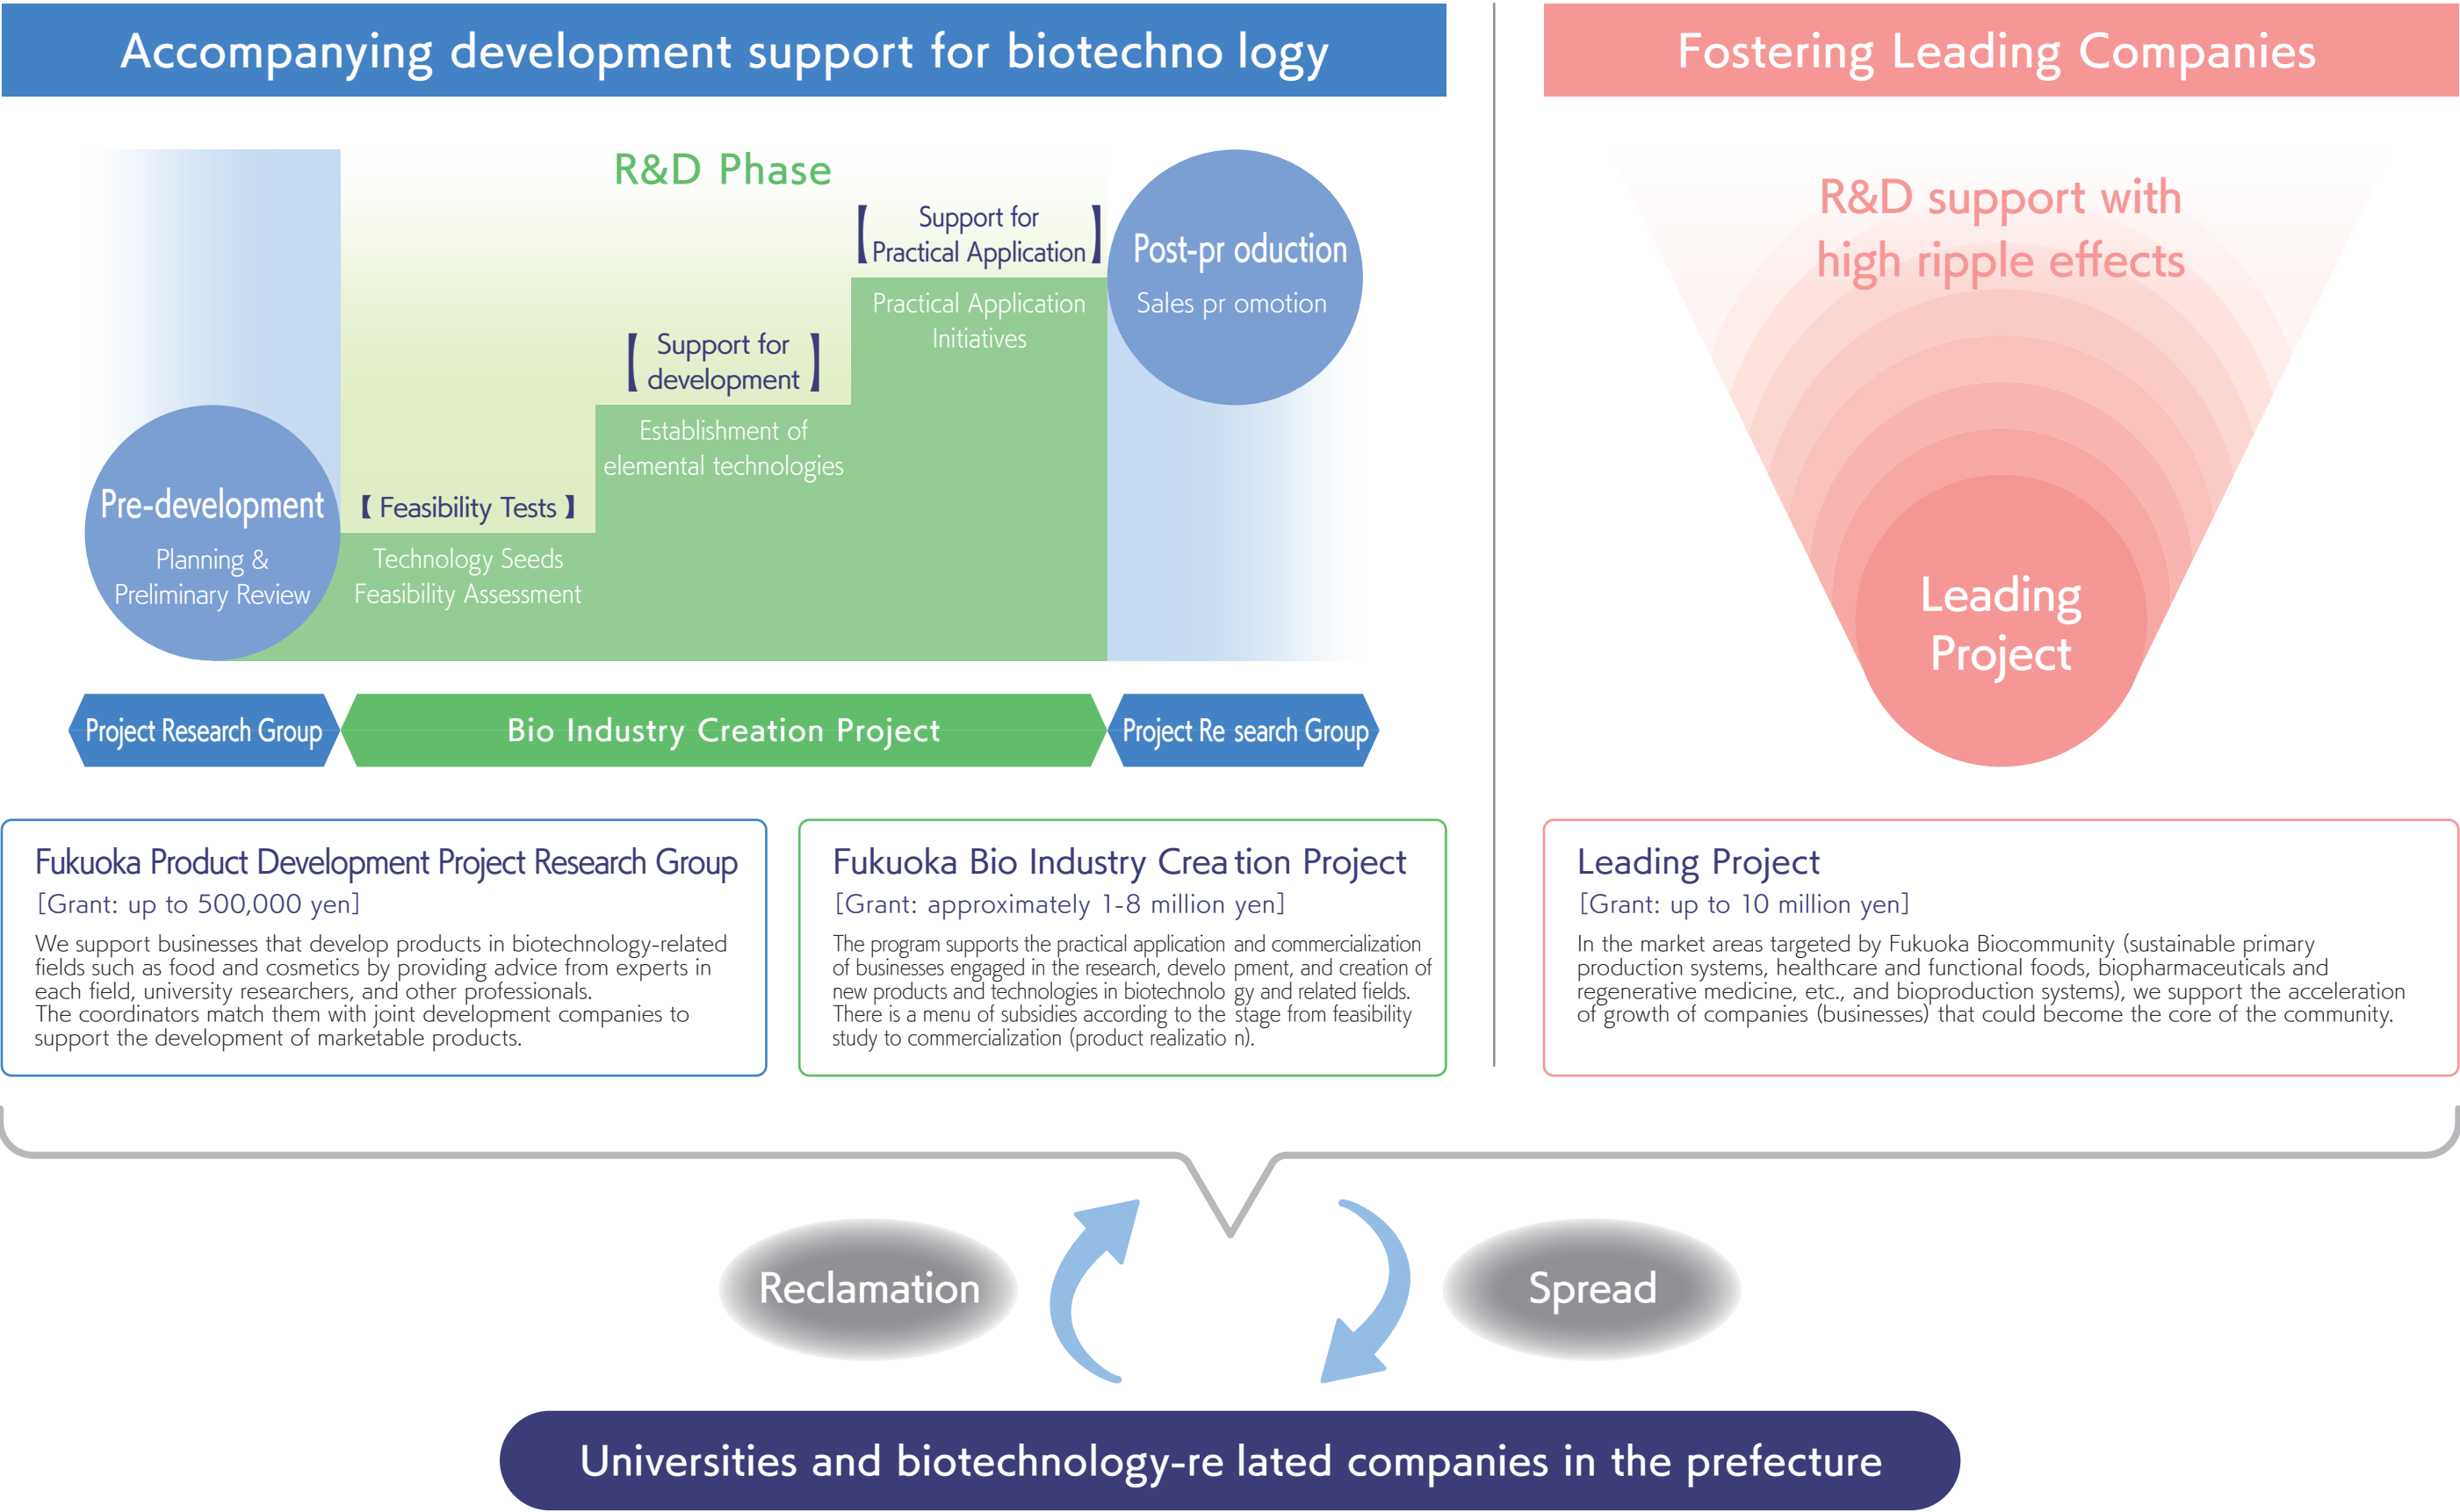 Accompanying development support for biotechno logy
Fostering Leading Companies
R&D Phase
【 Support for
Practical Application 】
Post-pr oduction
Sales pr omotion
Practical Application
Initiatives
【 Support for
development 】
Establishment of
elemental technologies
Pre-development
Planning &
Preliminary Review
【 Feasibility Tests 】
Technology Seeds
Feasibility Assessment
R&D support with
high ripple effects
Leading
Project
Project Research Group
Bio Industry Creation Project
Project Re search Group
Fukuoka Product Development Project Research Group
[Grant: up to 500,000 yen]
We support businesses that develop products in biotechnology-related
fields such as food and cosmetics by providing advice from experts in
each field, university researchers, and other professionals.
The coordinators match them with joint development companies to
support the development of marketable products.
Fukuoka Bio Industry Crea tion Project
[Grant: approximately 1-8 million yen]
The program supports the practical application and commercialization
of businesses engaged in the research, develo pment, and creation of
new products and technologies in biotechnolo gy and related fields.
There is a menu of subsidies according to the stage from feasibility
study to commercialization (product realizatio n).
Leading Project
[Grant: up to 10 million yen]
In the market areas targeted by Fukuoka Biocommunity (sustainable primary
production systems, healthcare and functional foods, biopharmaceuticals and
regenerative medicine, etc., and bioproduction systems), we support the acceleration
of growth of companies (businesses) that could become the core of the community.
Reclamation
Spread
Universities and biotechnology-re lated companies in the prefecture